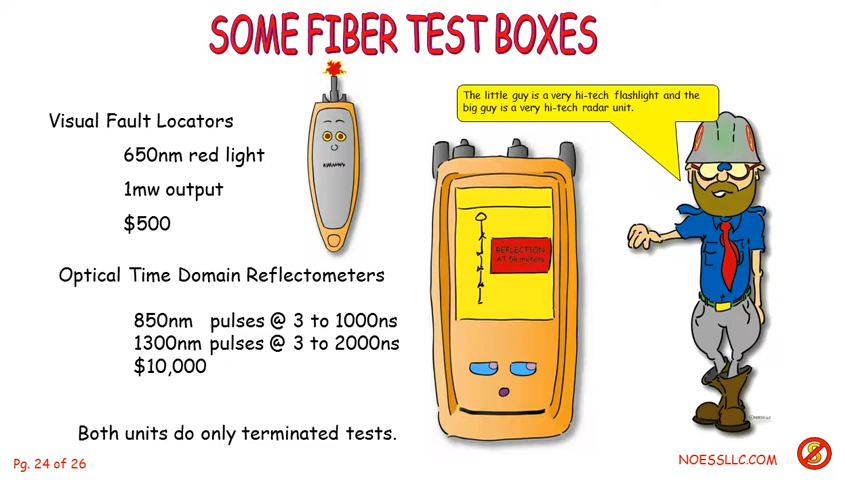 SOME FIBER TEST BOXES
The little guy is a very hi-tech flashlight and the
big guy is a very hi-tech radar unit.
Visual Fault Locators
650nm red light
1mw output
$500
REFLECTION
Optical Time Domain Reflectometers
850nm pulses @ 3 to 1000ns
1300nm pulses @ 3 to 2000ns
$10,000
Both units do only terminated tests.
Pg. 24 of 26
NOESSLLC.COM
S